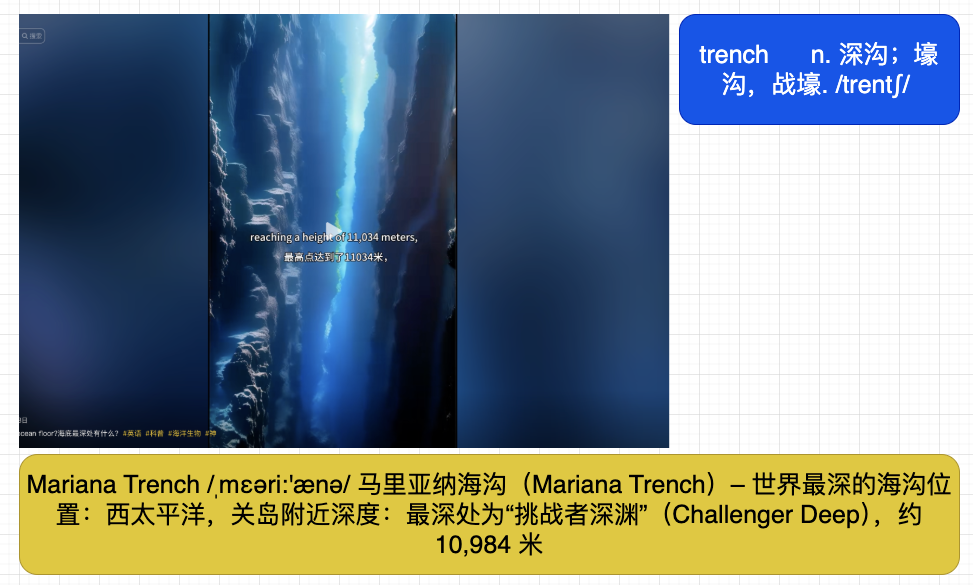 搜索
trench n. 深沟；壕
沟，战壕. /trentʃ/
reaching a height of 11,034 meters,
最高点达到了11034米，
cean floor?海底最深处有什么？ #英语 #科普 #海洋生物 #神
Mariana Trench /ˌmɛəri:'ænə/ 马里亚纳海沟（Mariana Trench）– 世界最深的海沟位
置：西太平洋，关岛附近深度：最深处为“挑战者深渊”（Challenger Deep），约
10,984 米